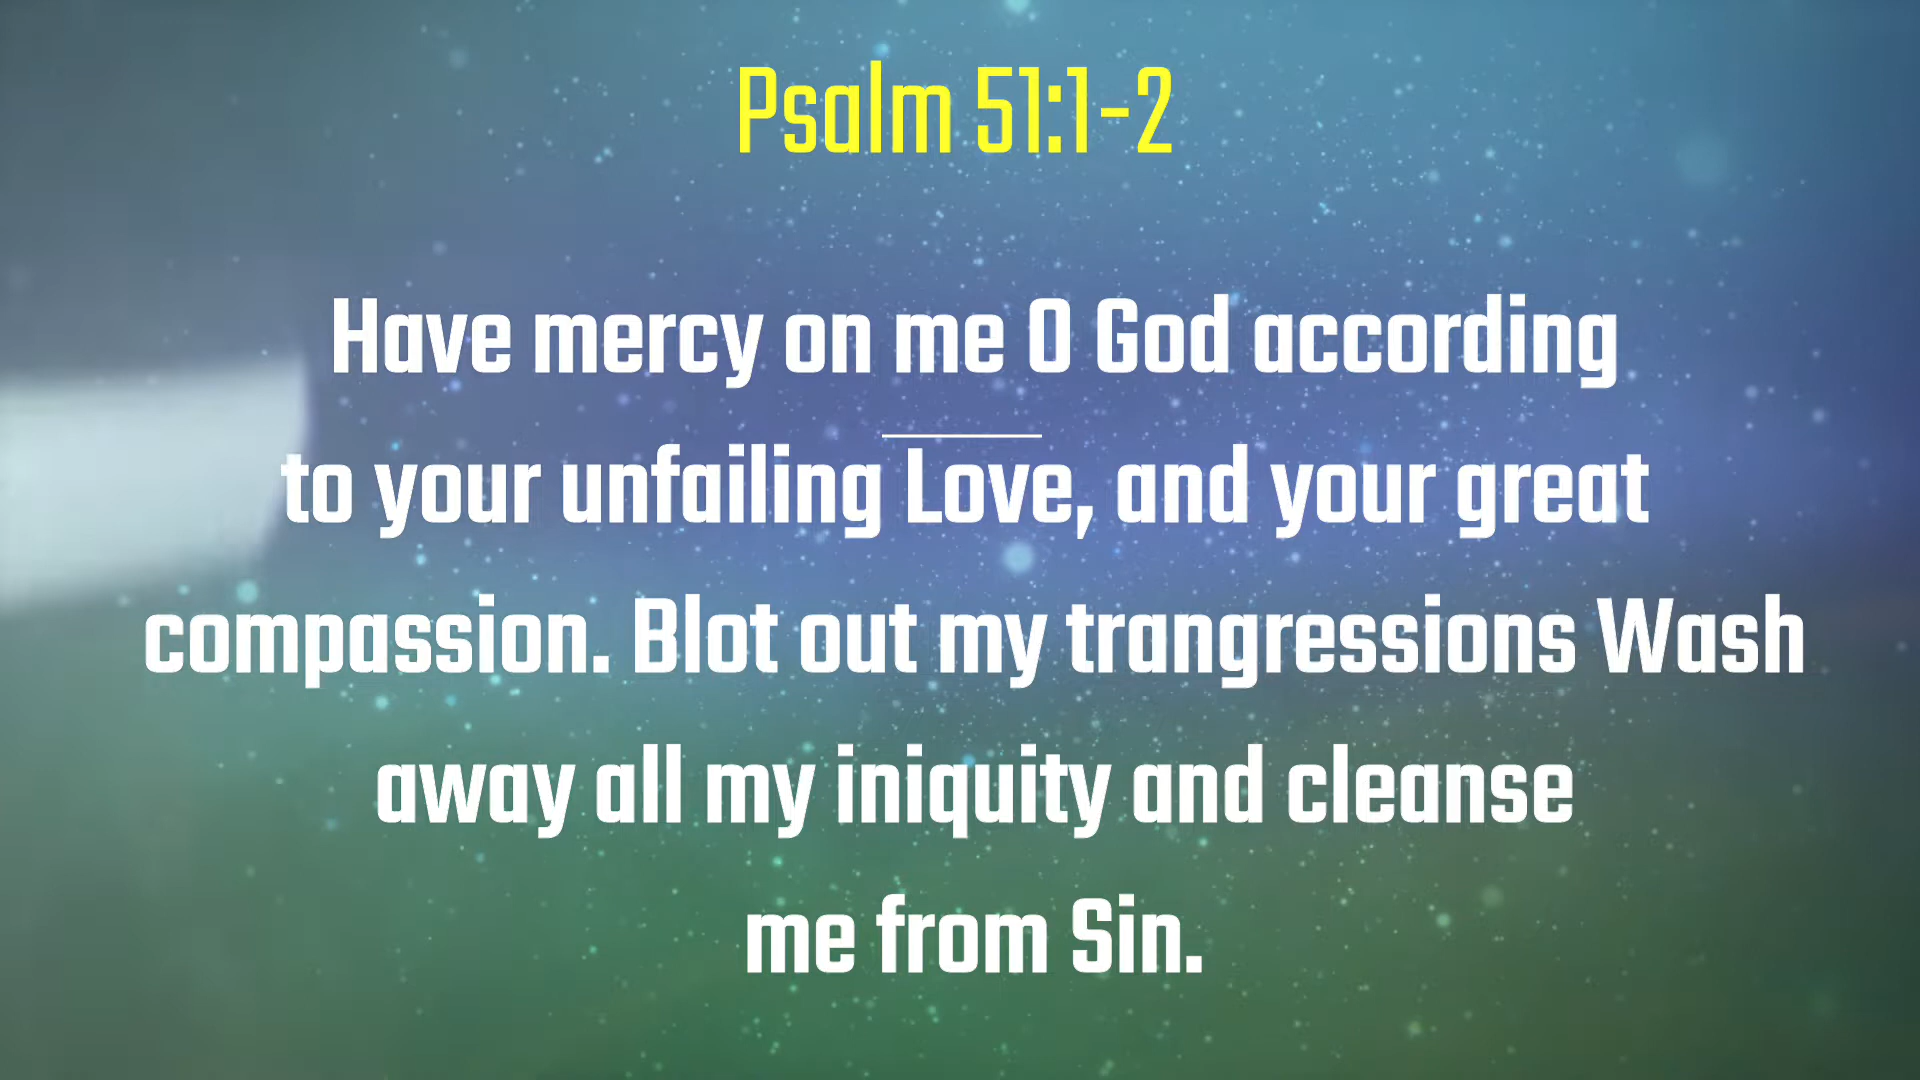 Psalm 51:1-2
Have mercy on me O God according
to your unfailing Love, and your great
compassion. Blot out my trangressions Wash
away all my iniquity and cleanse
me from Sin.